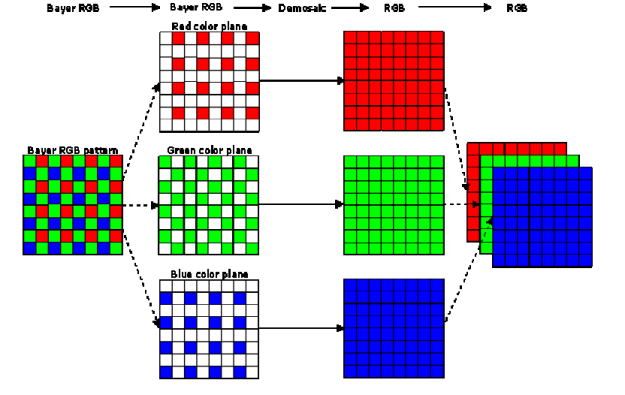 Bayer RGB Bayer RGB Demosaic RGB RGB
Red color plane
Bayer RGB pattern
Green color plane
Blue color plane